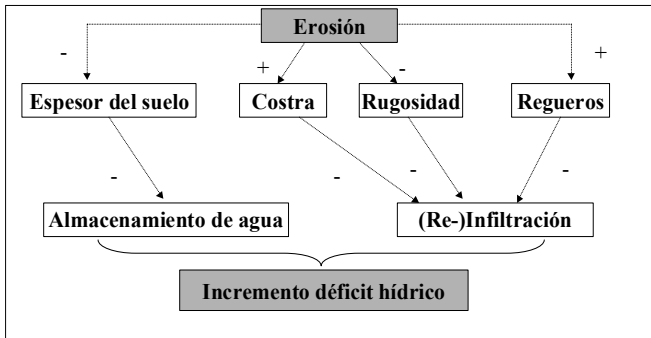 Erosión
- + - +
Espesor del suelo Costra Rugosidad Regueros
- - - -
Almacenamiento de agua (Re-)Infiltración
Incremento déficit hídrico